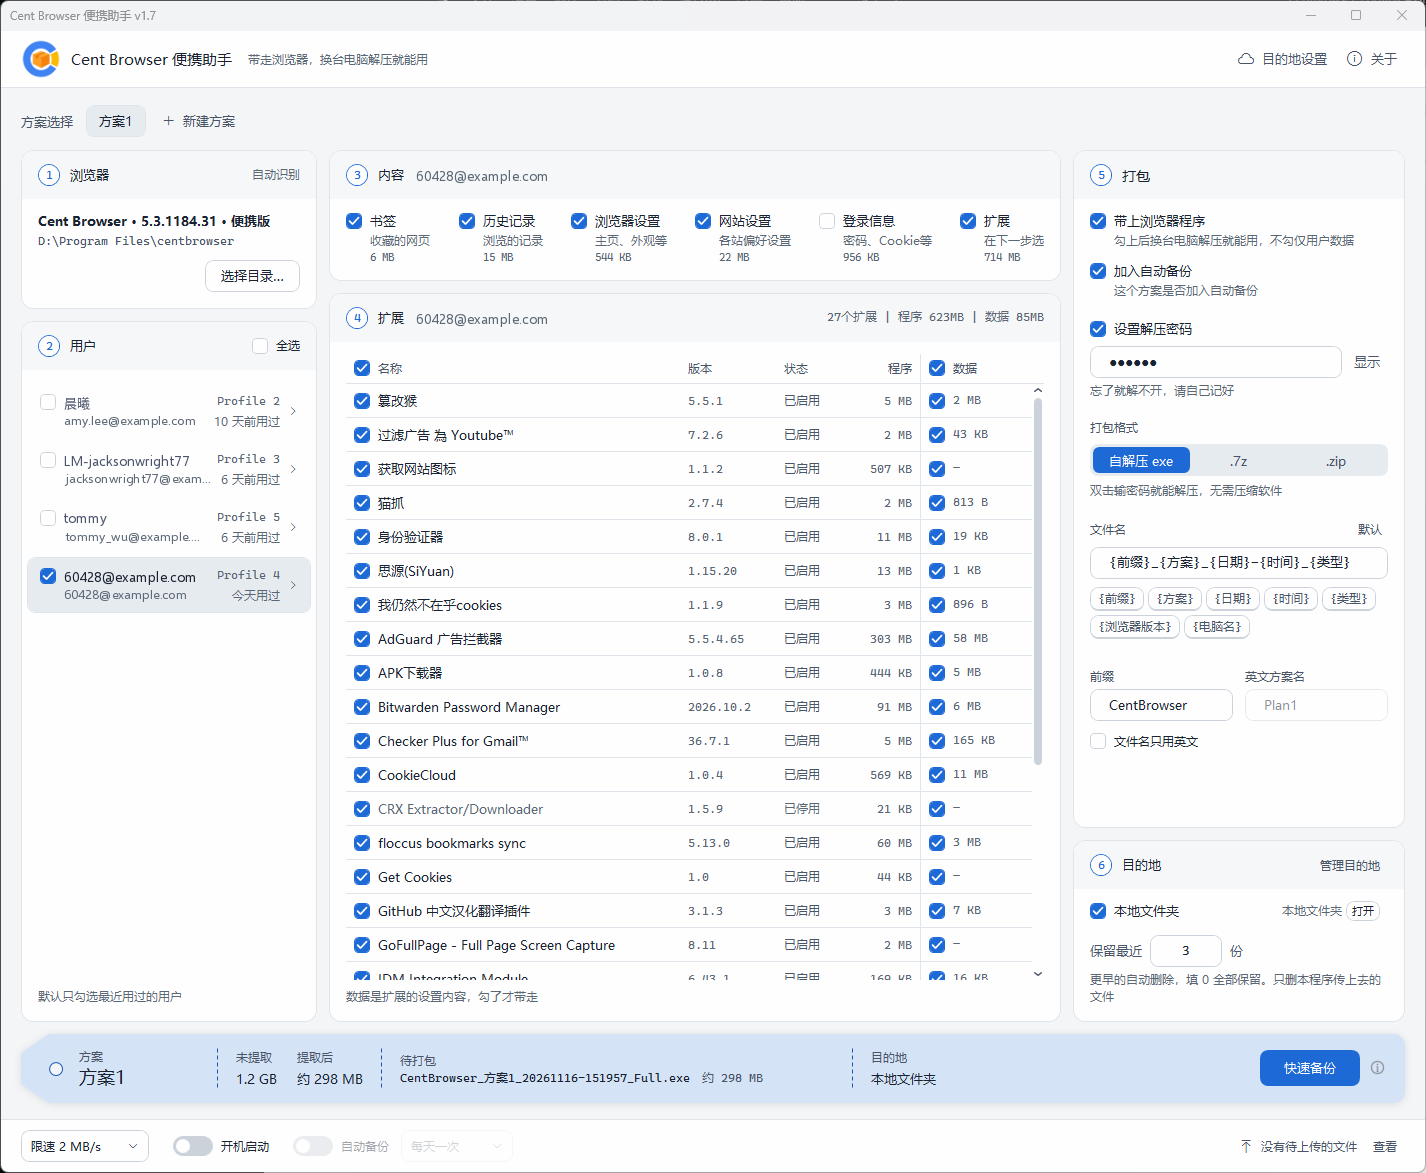 Cent Browser 便携助手 v1.7
Cent Browser 便携助手 带走浏览器，换台电脑解压就能用 目的地设置 关于
方案选择 方案1 + 新建方案
1 浏览器 自动识别
Cent Browser • 5.3.1184.31 • 便携版
D:\Program Files\centbrowser
选择目录...
2 用户 全选
晨曦 Profile 2
amy.lee@example.com 10 天前用过
LM-jacksonwright77 Profile 3
jacksonwright77@exam... 6 天前用过
tommy Profile 5
tommy_wu@example.... 6 天前用过
60428@example.com Profile 4
60428@example.com 今天用过
默认只勾选最近用过的用户
3 内容 60428@example.com
书签 历史记录 浏览器设置 网站设置 登录信息 扩展
收藏的网页 浏览的记录 主页、外观等 各站偏好设置 密码、Cookie等 在下一步选
6 MB 15 MB 544 KB 22 MB 956 KB 714 MB
4 扩展 60428@example.com 27个扩展 | 程序 623MB | 数据 85MB
名称 版本 状态 程序 数据
篡改猴 5.5.1 已启用 5 MB 2 MB
过滤广告 為 Youtube™ 7.2.6 已启用 2 MB 43 KB
获取网站图标 1.1.2 已启用 507 KB —
猫抓 2.7.4 已启用 2 MB 813 B
身份验证器 8.0.1 已启用 11 MB 19 KB
思源(SiYuan) 1.15.20 已启用 13 MB 1 KB
我仍然不在乎cookies 1.1.9 已启用 3 MB 896 B
AdGuard 广告拦截器 5.5.4.65 已启用 303 MB 58 MB
APK下载器 1.0.8 已启用 444 KB 5 MB
Bitwarden Password Manager 2026.10.2 已启用 91 MB 6 MB
Checker Plus for Gmail™ 36.7.1 已启用 5 MB 165 KB
CookieCloud 1.0.4 已启用 569 KB 11 MB
CRX Extractor/Downloader 1.5.9 已停用 21 KB —
floccus bookmarks sync 5.13.0 已启用 60 MB 3 MB
Get Cookies 1.0 已启用 44 KB —
GitHub 中文汉化翻译插件 3.1.3 已启用 3 MB 7 KB
GoFullPage - Full Page Screen Capture 8.11 已启用 2 MB —
IDM Integration Module 6.43.1 已启用 169 KB 16 KB
数据是扩展的设置内容，勾了才带走
5 打包
带上浏览器程序
勾上后换台电脑解压就能用，不勾仅用户数据
加入自动备份
这个方案是否加入自动备份
设置解压密码
•••••• 显示
忘了就解不开，请自己记好
打包格式
自解压 exe .7z .zip
双击输密码就能解压，无需压缩软件
文件名 默认
{前缀}_{方案}_{日期}-{时间}_{类型}
{前缀} {方案} {日期} {时间} {类型}
{浏览器版本} {电脑名}
前缀 英文方案名
CentBrowser Plan1
文件名只用英文
6 目的地 管理目的地
本地文件夹 本地文件夹 打开
保留最近 3 份
更早的自动删除，填 0 全部保留。只删本程序传上去的
文件
方案 未提取 提取后 待打包 目的地
方案1 1.2 GB 约 298 MB CentBrowser_方案1_20261116-151957_Full.exe 约 298 MB 本地文件夹 快速备份
限速 2 MB/s 开机启动 自动备份 每天一次 没有待上传的文件 查看